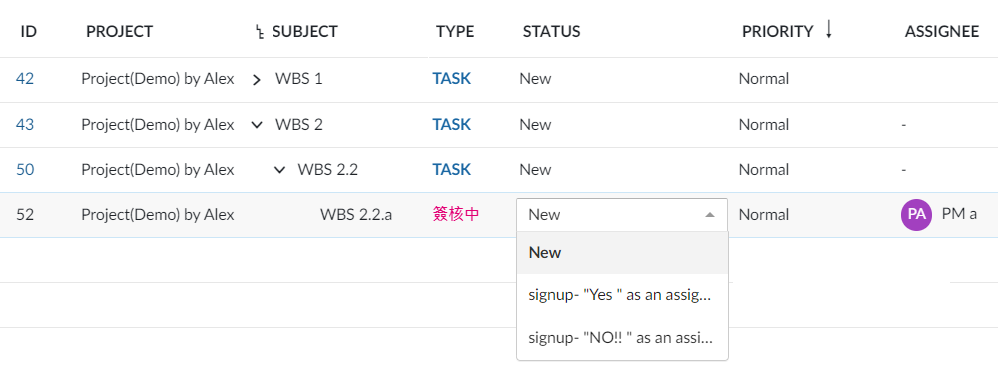 ID PROJECT SUBJECT TYPE STATUS PRIORITY ASSIGNEE
42 Project(Demo) by Alex WBS 1 TASK New Normal
43 Project(Demo) by Alex WBS 2 TASK New Normal -
50 Project(Demo) by Alex WBS 2.2 TASK New Normal -
52 Project(Demo) by Alex WBS 2.2.a 簽核中 New Normal PA PM a
New
signup- "Yes " as an assig...
signup- "NO!! " as an assi...